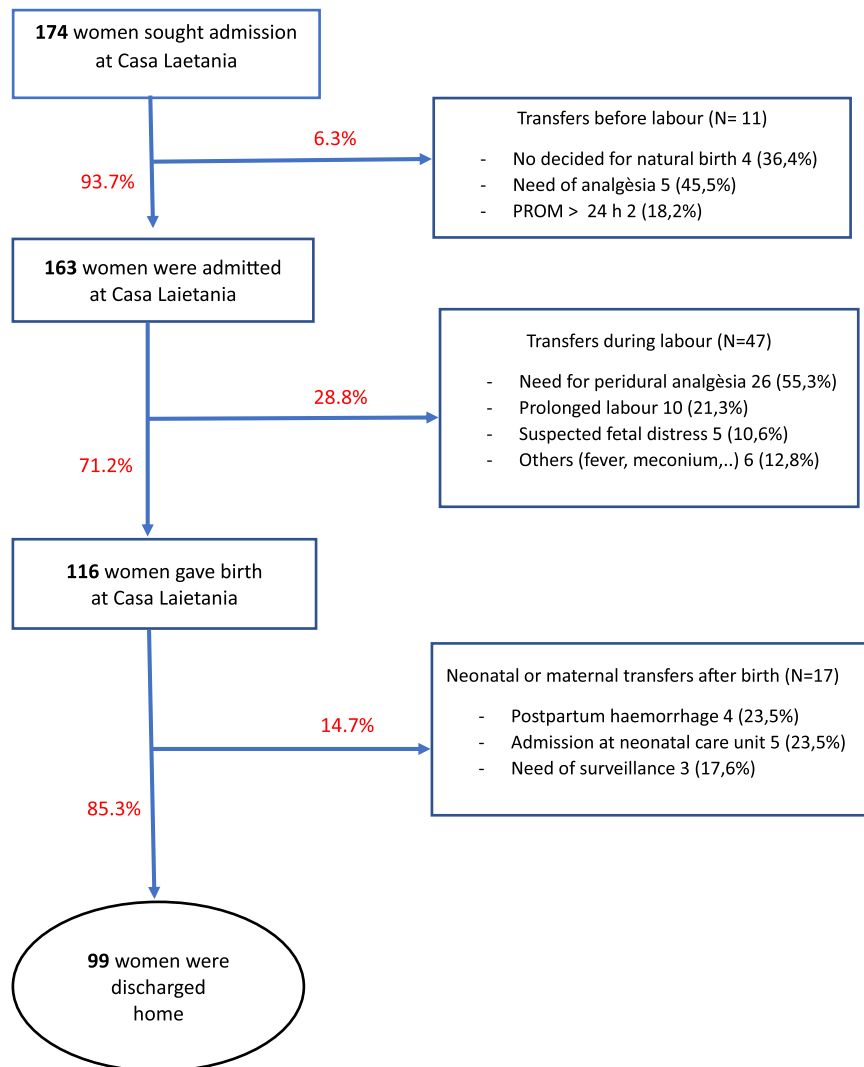 174 women sought admission
at Casa Laetania
6.3%
93.7%
Transfers before labour (N= 11)
- No decided for natural birth 4 (36,4%)
- Need of analgèsia 5 (45,5%)
- PROM > 24 h 2 (18,2%)
163 women were admitted
at Casa Laietania
28.8%
71.2%
Transfers during labour (N=47)
- Need for peridural analgèsia 26 (55,3%)
- Prolonged labour 10 (21,3%)
- Suspected fetal distress 5 (10,6%)
- Others (fever, meconium,..) 6 (12,8%)
116 women gave birth
at Casa Laietania
14.7%
85.3%
Neonatal or maternal transfers after birth (N=17)
- Postpartum haemorrhage 4 (23,5%)
- Admission at neonatal care unit 5 (23,5%)
- Need of surveillance 3 (17,6%)
99 women were
discharged
home